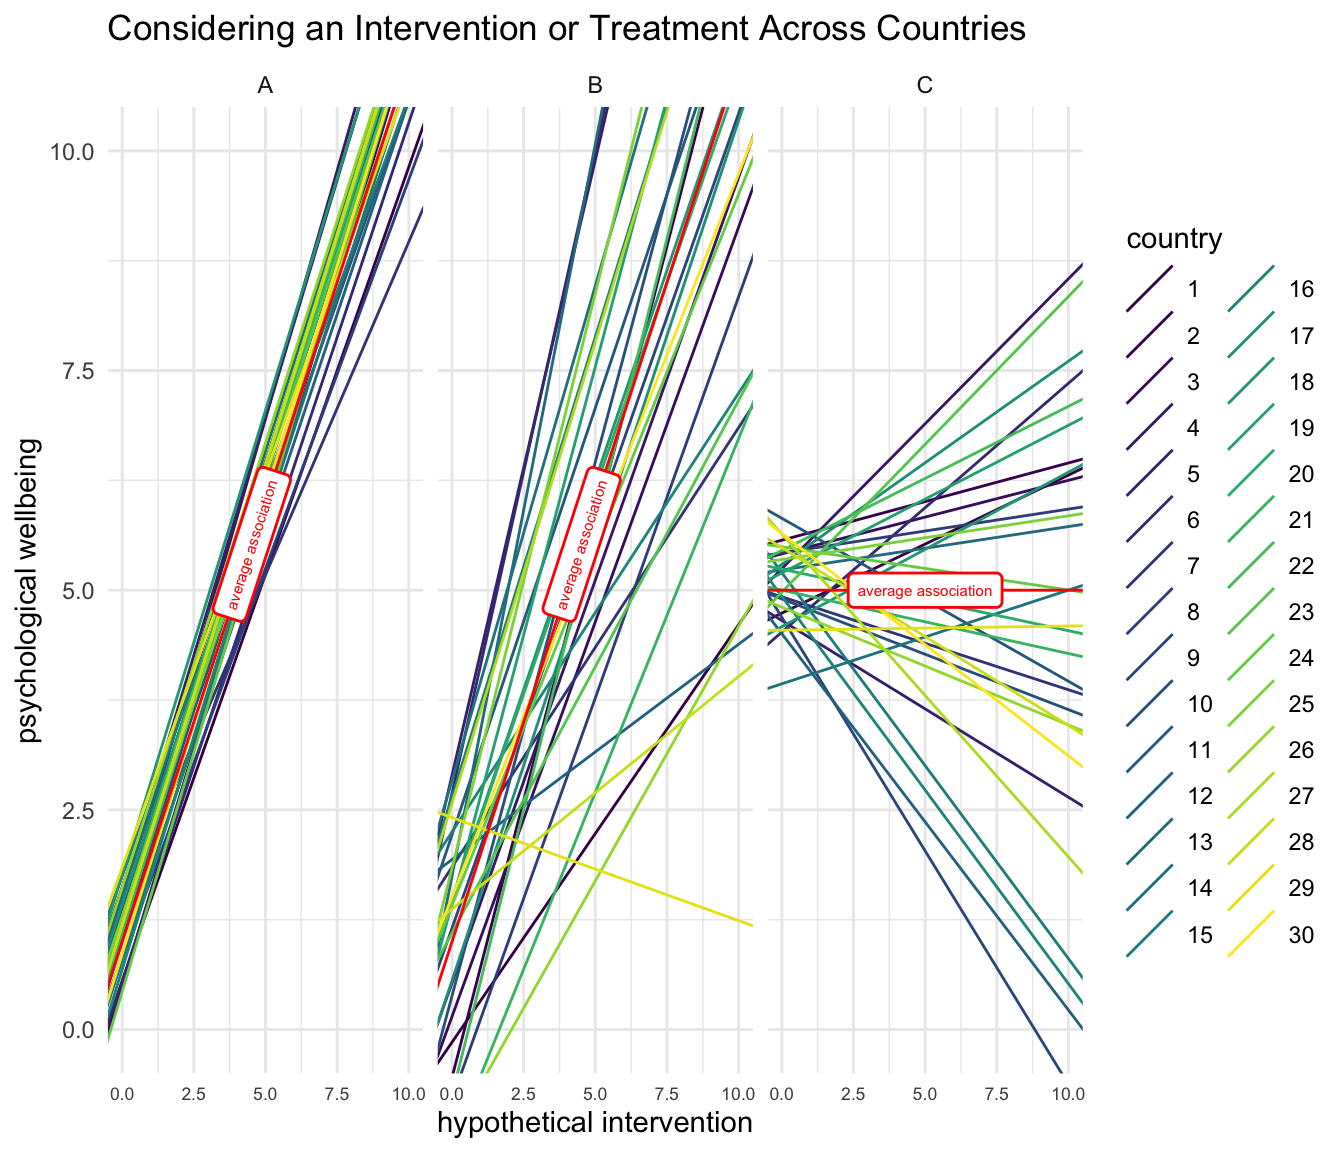 Considering an Intervention or Treatment Across Countries
A
B
C
psychological wellbeing
10.0
7.5
5.0
2.5
0.0
average association
average association
average association
0.0 2.5 5.0 7.5 10.0
0.0 2.5 5.0 7.5 10.0
0.0 2.5 5.0 7.5 10.0
hypothetical intervention
country
1 16
2 17
3 18
4 19
5 20
6 21
7 22
8 23
9 24
10 25
11 26
12 27
13 28
14 29
15 30